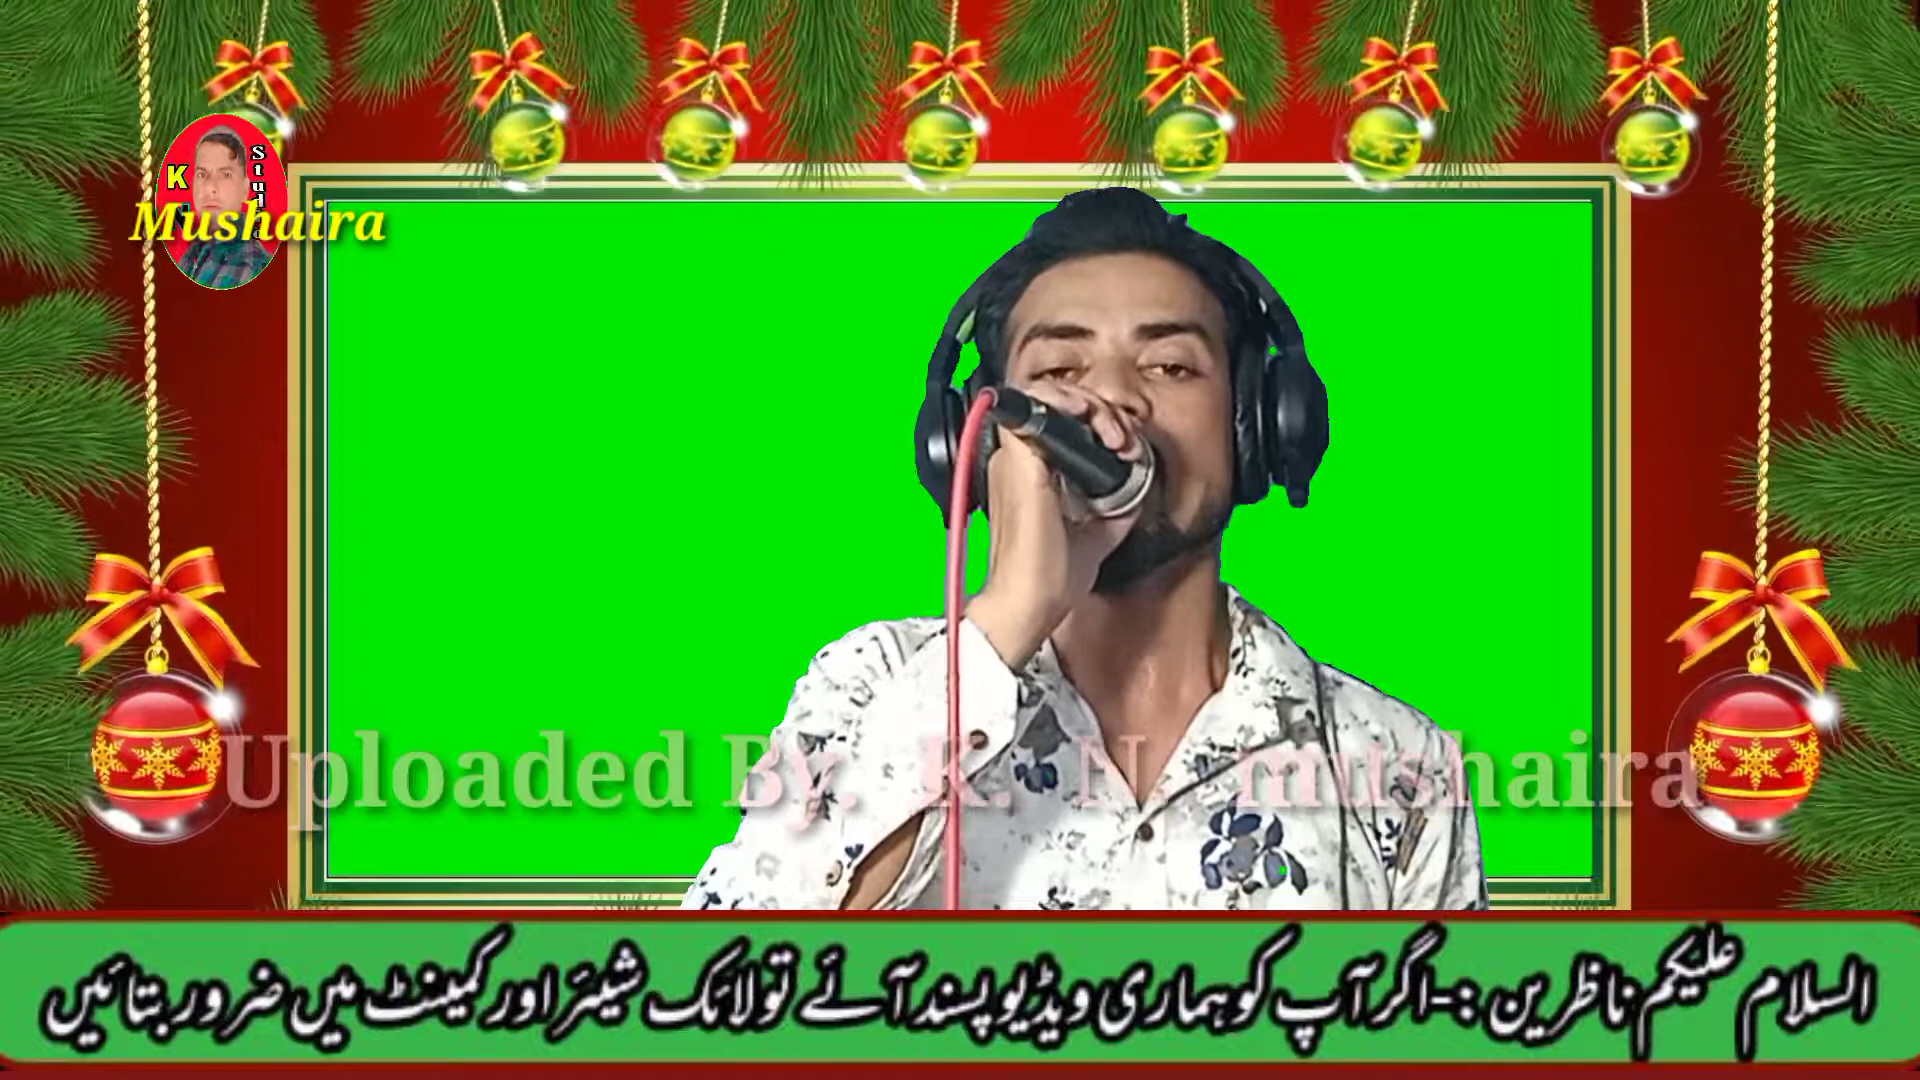 K
Stud
Mushaira
Uploaded By. K. N. mushaira
السلام علیکم ناظرین :-اگر آپ کو ہماری ویڈیو پسند آئے تو لائک شیئر اور کمینٹ میں ضرور بتائیں